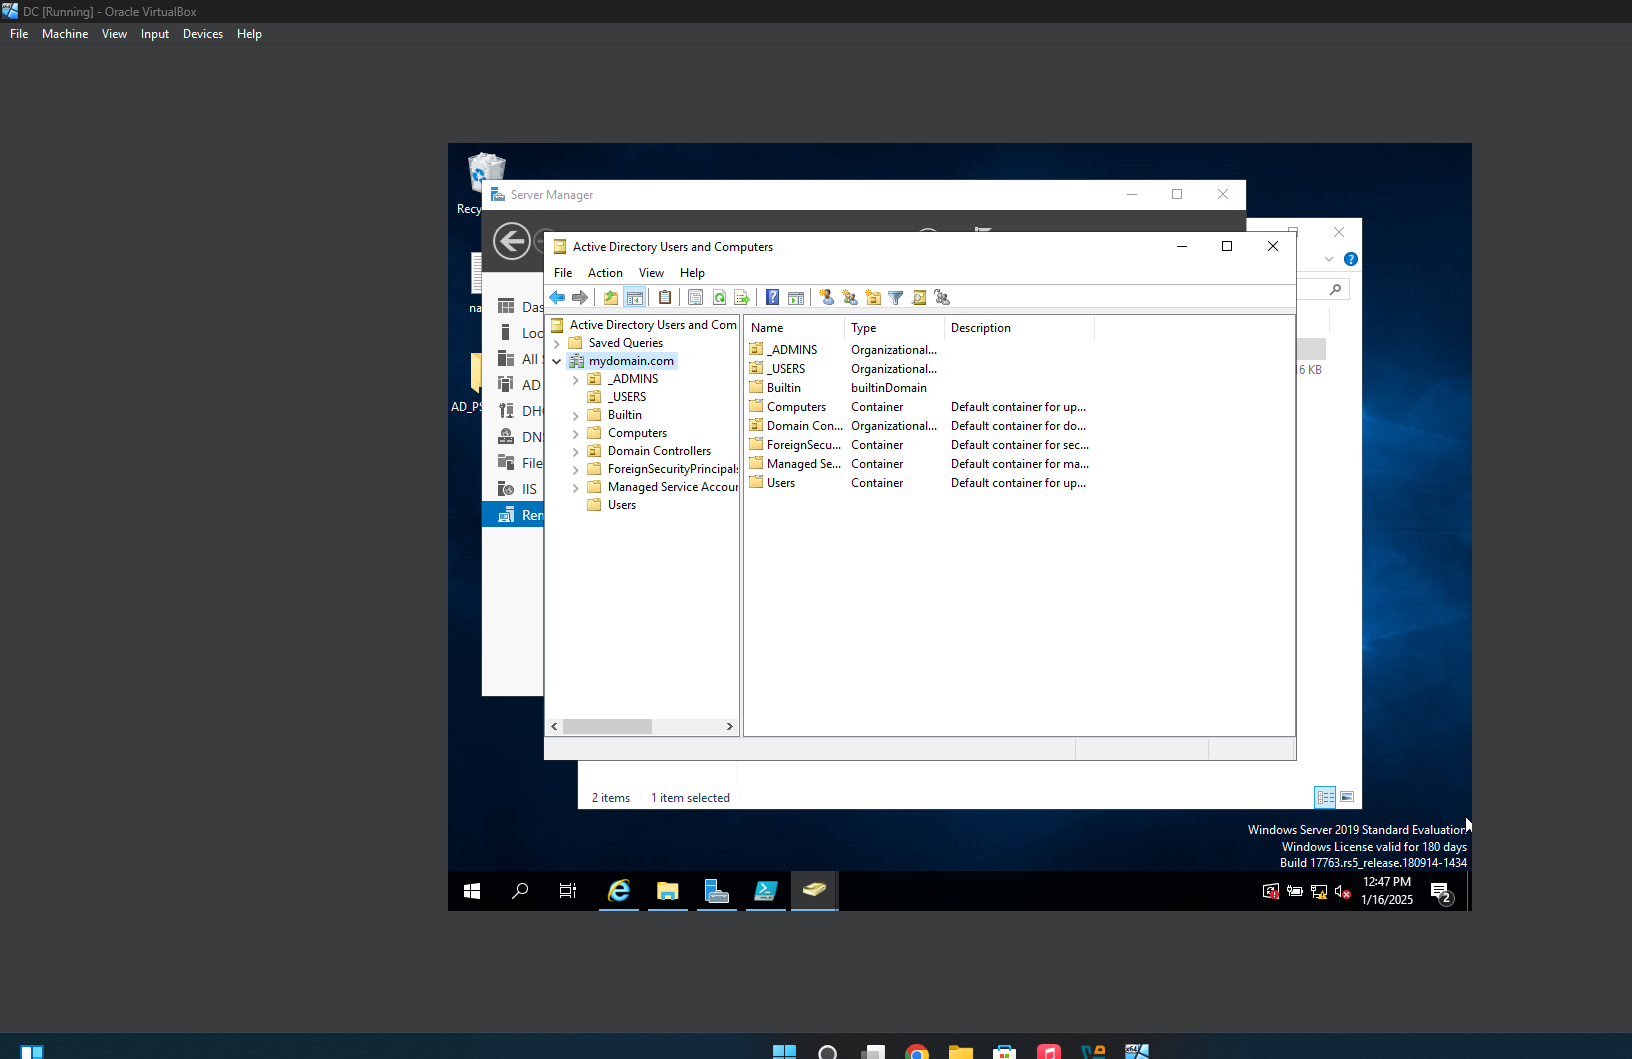 DC [Running] - Oracle VirtualBox
File Machine View Input Devices Help
Recy
Server Manager
Active Directory Users and Computers
File Action View Help
na
AD_PS
Das
Loc
All S
AD
DH
DN
File
IIS
Rem
Active Directory Users and Com
Saved Queries
mydomain.com
_ADMINS
_USERS
Builtin
Computers
Domain Controllers
ForeignSecurityPrincipals
Managed Service Accour
Users
Name Type Description
_ADMINS Organizational...
_USERS Organizational...
Builtin builtinDomain
Computers Container Default container for up...
Domain Con... Organizational... Default container for do...
ForeignSecu... Container Default container for sec...
Managed Se... Container Default container for ma...
Users Container Default container for up...
6 KB
2 items 1 item selected
Windows Server 2019 Standard Evaluation
Windows License valid for 180 days
Build 17763.rs5_release.180914-1434
12:47 PM
1/16/2025
2